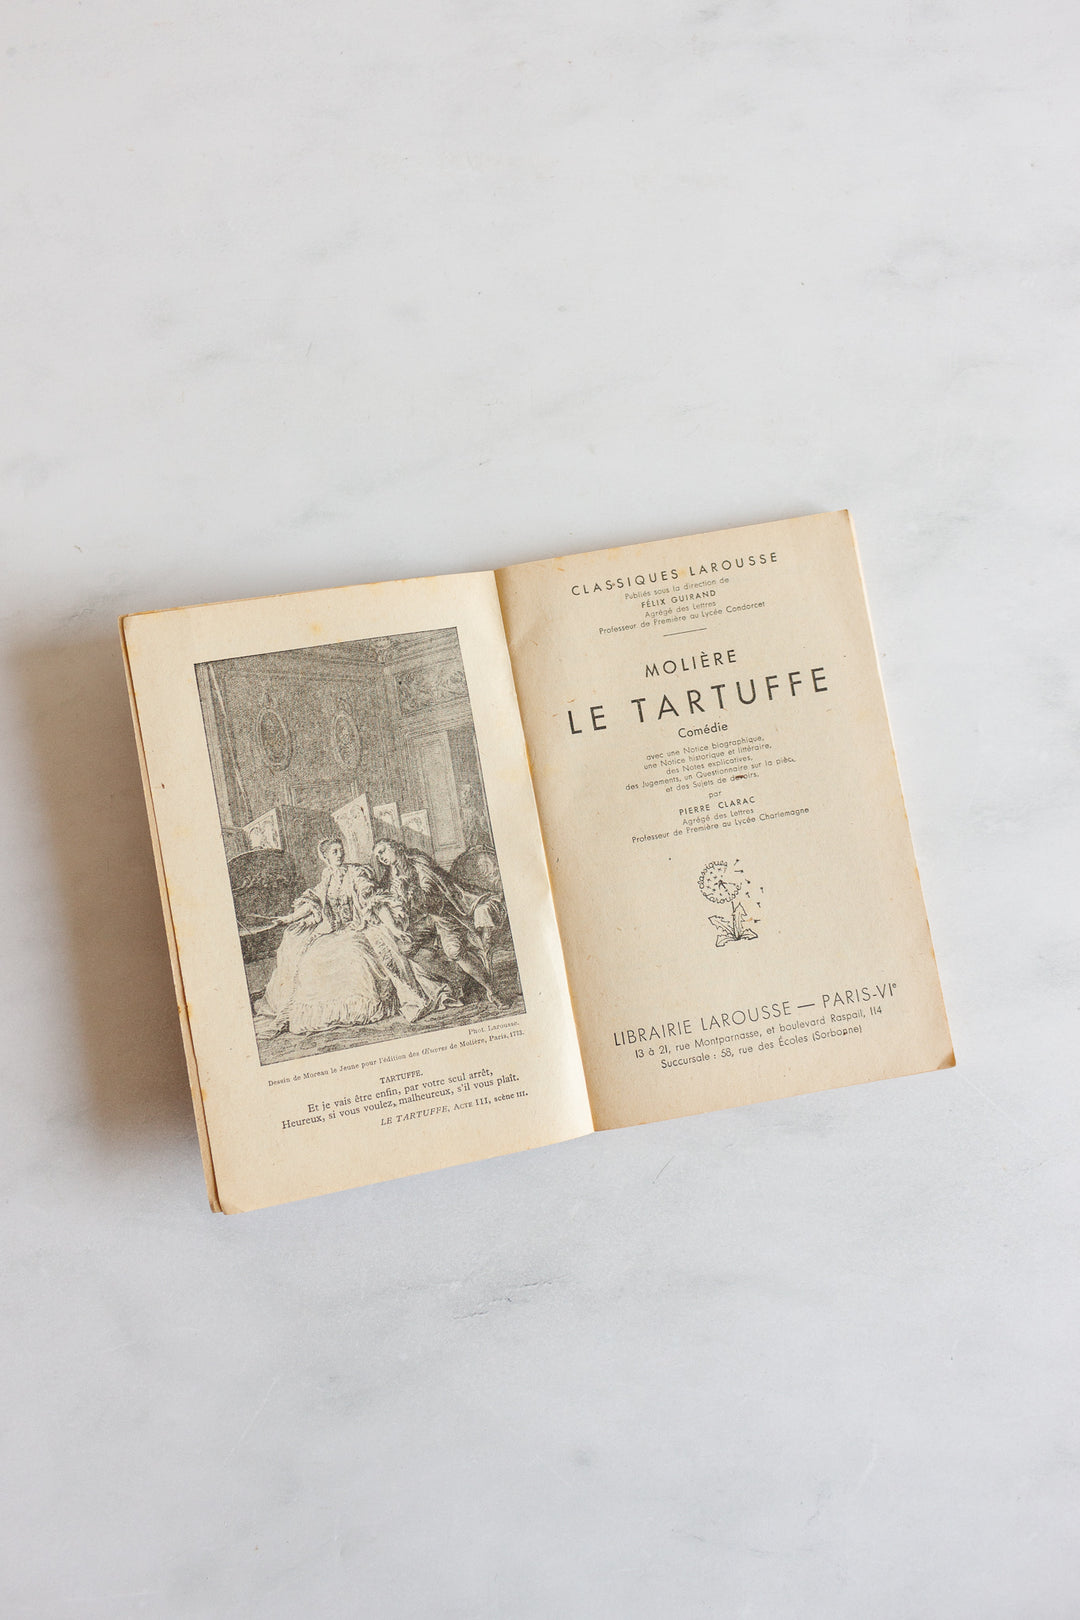 Phot. Larousse.
Dessin de Moreau le Jeune pour l'édition des Œuvres de Molière, Paris, 1773.
TARTUFFE.
Et je vais être enfin, par votre seul arrêt,
Heureux, si vous voulez, malheureux, s'il vous plaît.
LE TARTUFFE, ACTE III, scène III.
CLASSIQUES LAROUSSE
Publiés sous la direction de
FÉLIX GUIRAND
Agrégé des Lettres
Professeur de Première au Lycée Condorcet
MOLIÈRE
LE TARTUFFE
Comédie
avec une Notice biographique,
une Notice historique et littéraire,
des Notes explicatives,
des Jugements, un Questionnaire sur la pièce
et des Sujets de devoirs,
par
PIERRE CLARAC
Agrégé des Lettres
Professeur de Première au Lycée Charlemagne
classiques
LIBRAIRIE LAROUSSE — PARIS-VIe
13 à 21, rue Montparnasse, et boulevard Raspail, 114
Succursale : 58, rue des Écoles (Sorbonne)